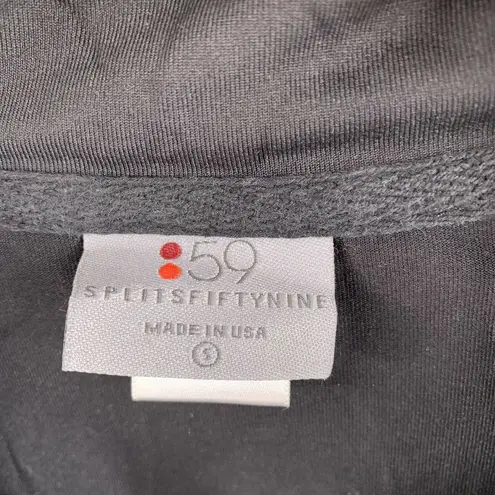 :59
SPLITSFIFTYNINE
MADE IN USA
S